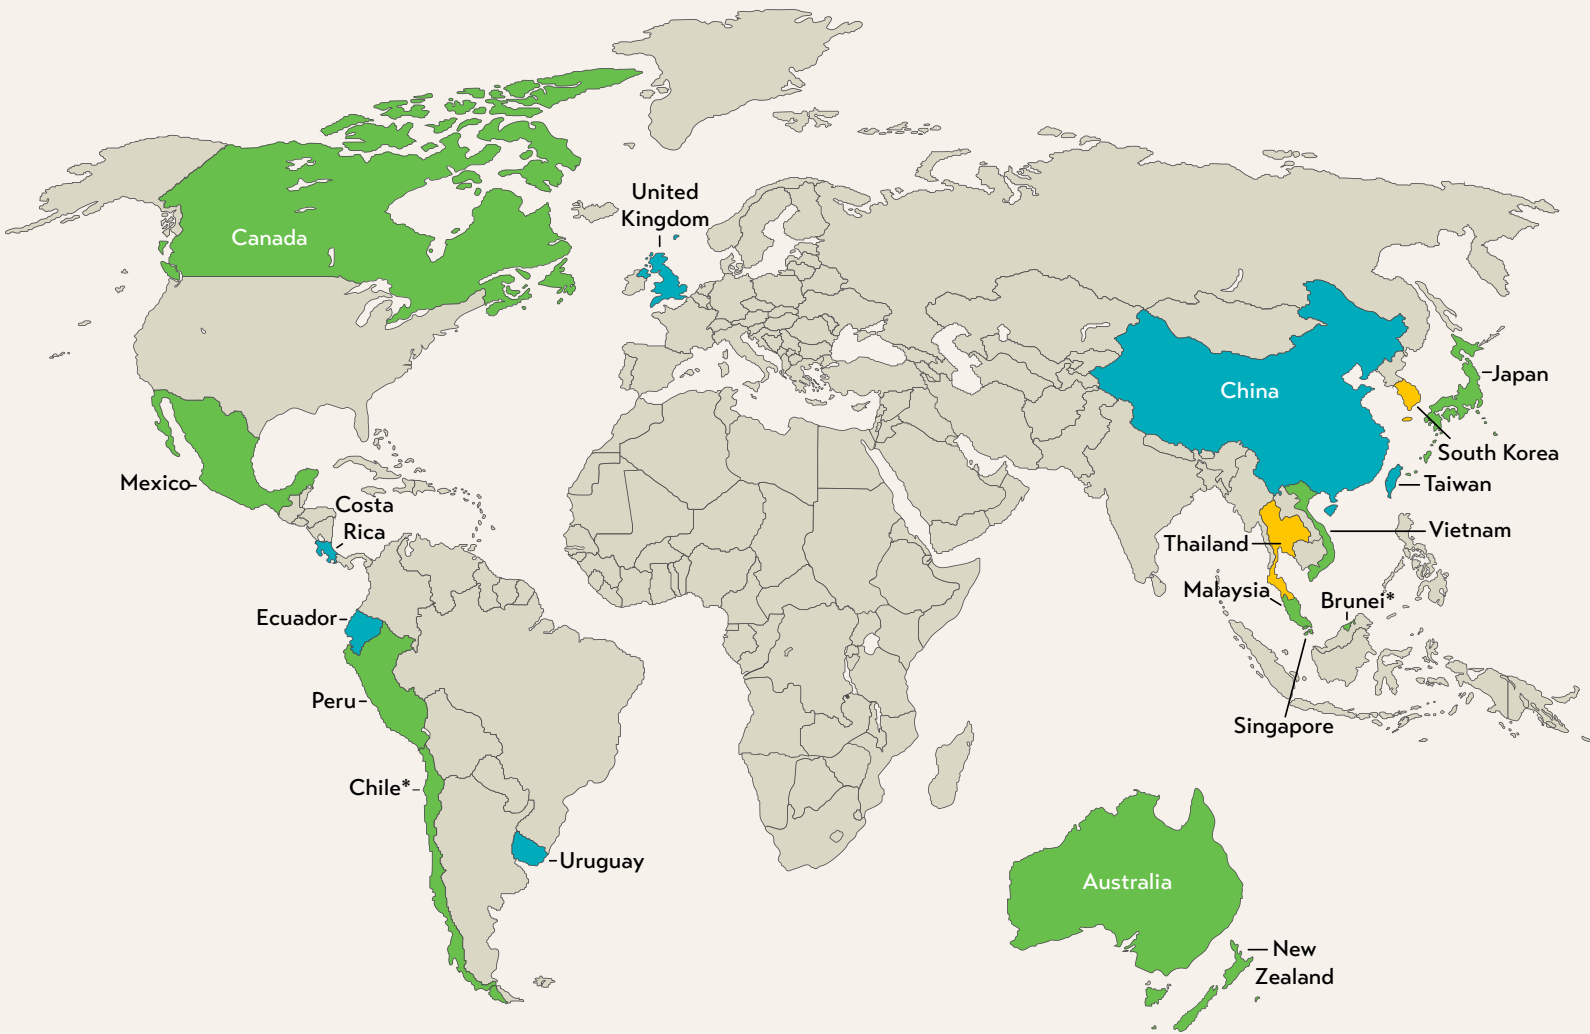 United
Kingdom
Canada
Japan
China
South Korea
Mexico
Taiwan
Costa
Rica
Vietnam
Thailand
Malaysia
Brunei*
Ecuador
Peru
Singapore
Chile*
Uruguay
Australia
New
Zealand